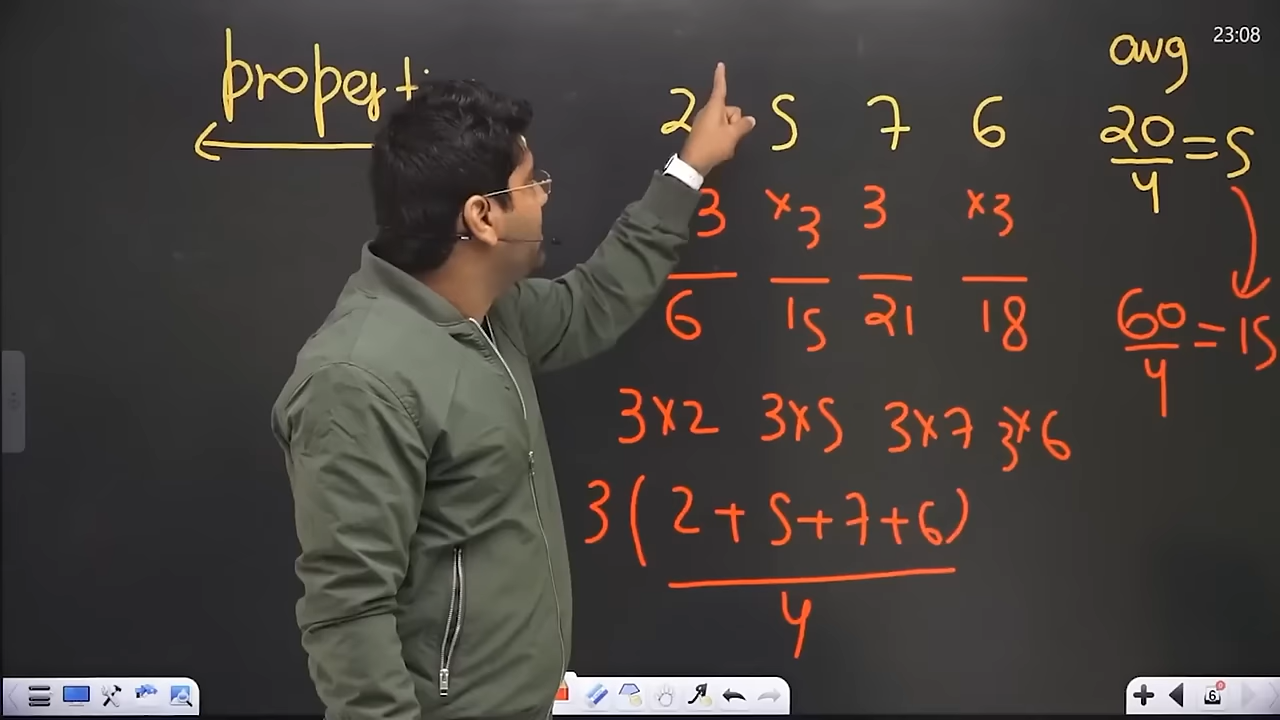 propert
avg
23:08
2 5 7 6
20/4 = 5
3 ×3 3 ×3
6 15 21 18
60/4 = 15
3×2 3×5 3×7 3×6
3(2+5+7+6)
4